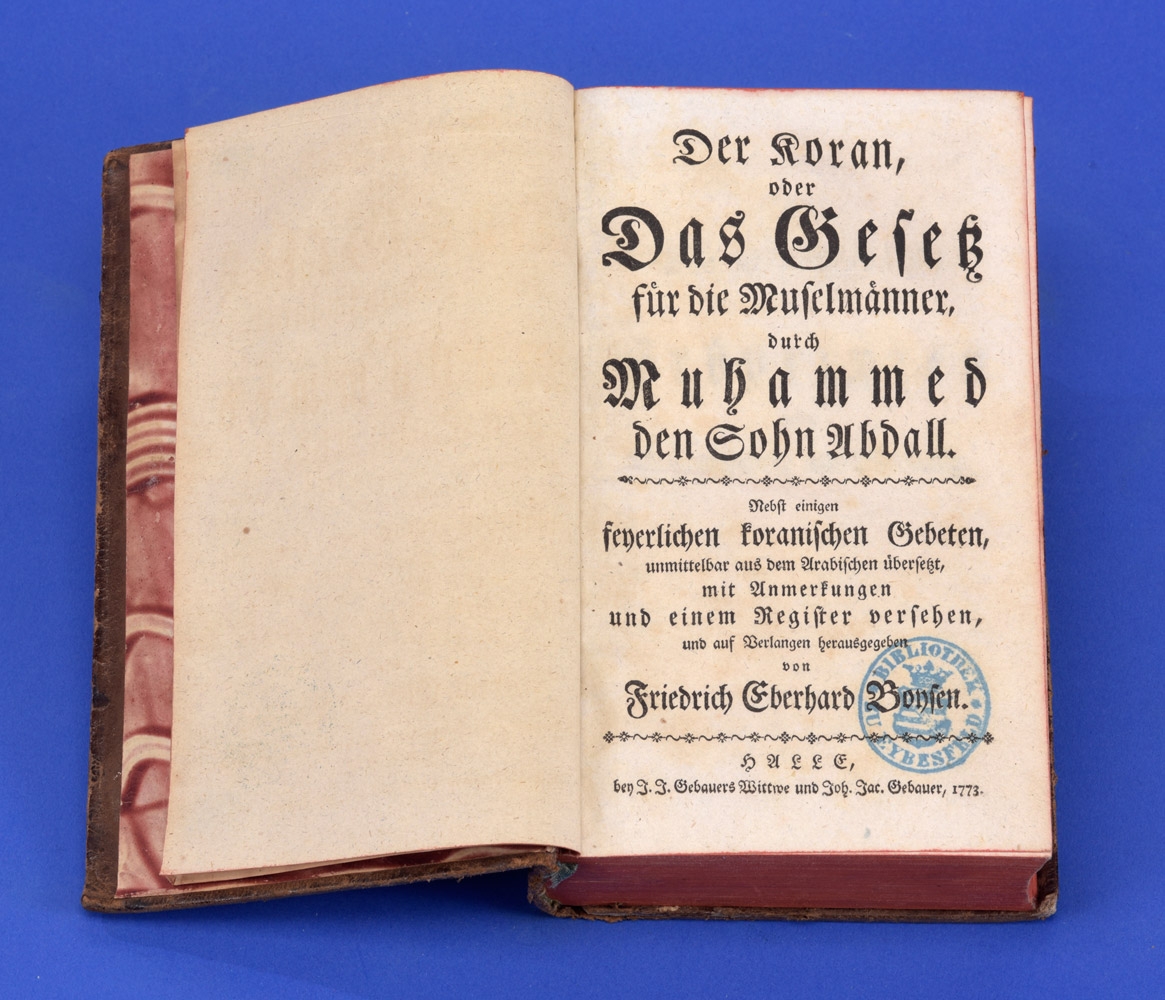 Der Koran,
oder
Das Geſetz
für die Muſelmänner,
durch
Muhammed
den Sohn Abdall.
Nebſt einigen
feyerlichen koraniſchen Gebeten,
unmittelbar aus dem Arabiſchen überſetzt,
mit Anmerkungen
und einem Regiſter verſehen,
und auf Verlangen herausgegeben
von
Friedrich Eberhard Boyſen.
HALLE,
bey J. J. Gebauers Wittwe und Joh. Jac. Gebauer, 1773.
BIBLIOTHEK